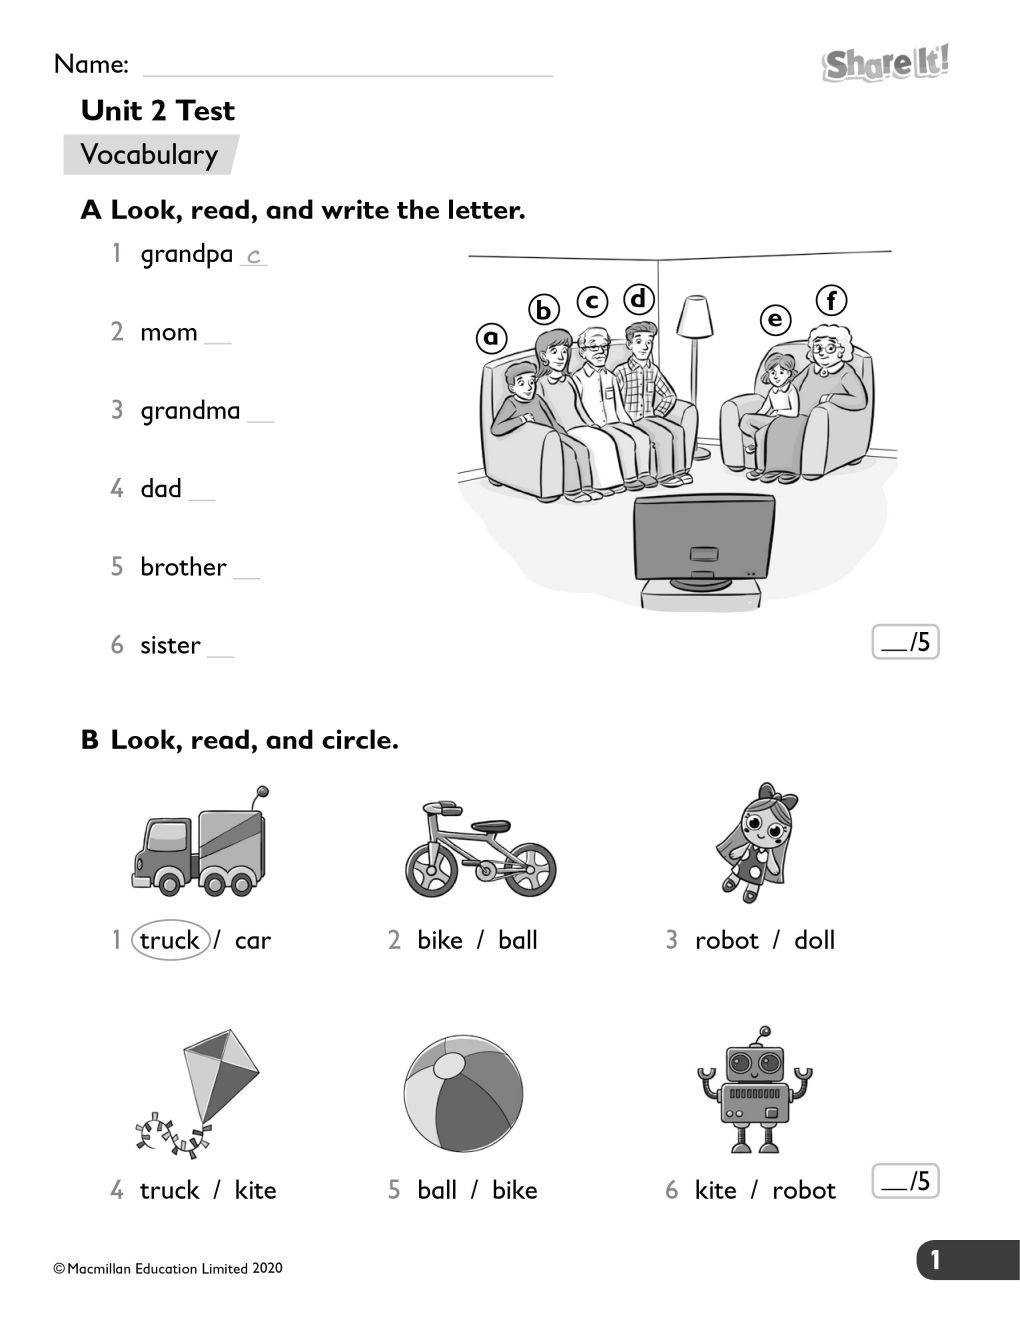 Name: ___
Share It!
Unit 2 Test
Vocabulary
A Look, read, and write the letter.
1 grandpa c
2 mom __
3 grandma __
4 dad __
5 brother __
6 sister __
a
b
c
d
e
f
__/5
B Look, read, and circle.
1 truck / car
2 bike / ball
3 robot / doll
4 truck / kite
5 ball / bike
6 kite / robot
__/5
© Macmillan Education Limited 2020
1